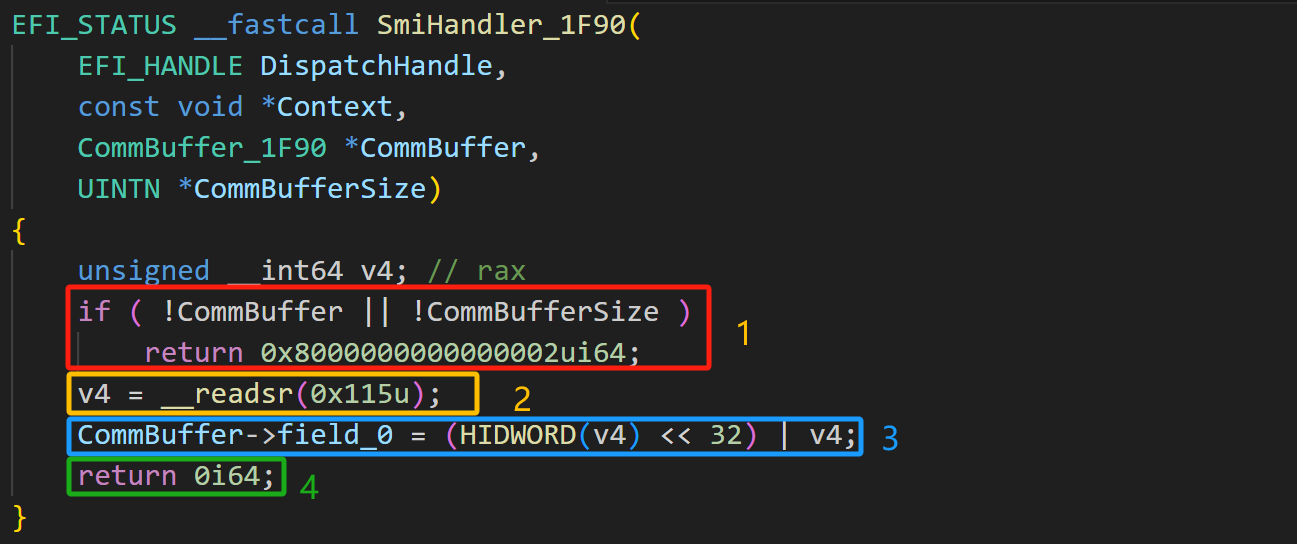 EFI_STATUS __fastcall SmiHandler_1F90(
EFI_HANDLE DispatchHandle,
const void *Context,
CommBuffer_1F90 *CommBuffer,
UINTN *CommBufferSize)
{
unsigned __int64 v4; // rax
if ( !CommBuffer || !CommBufferSize )
return 0x8000000000000002ui64;
1
v4 = __readsr(0x115u);
2
CommBuffer->field_0 = (HIDWORD(v4) << 32) | v4;
3
return 0i64;
4
}